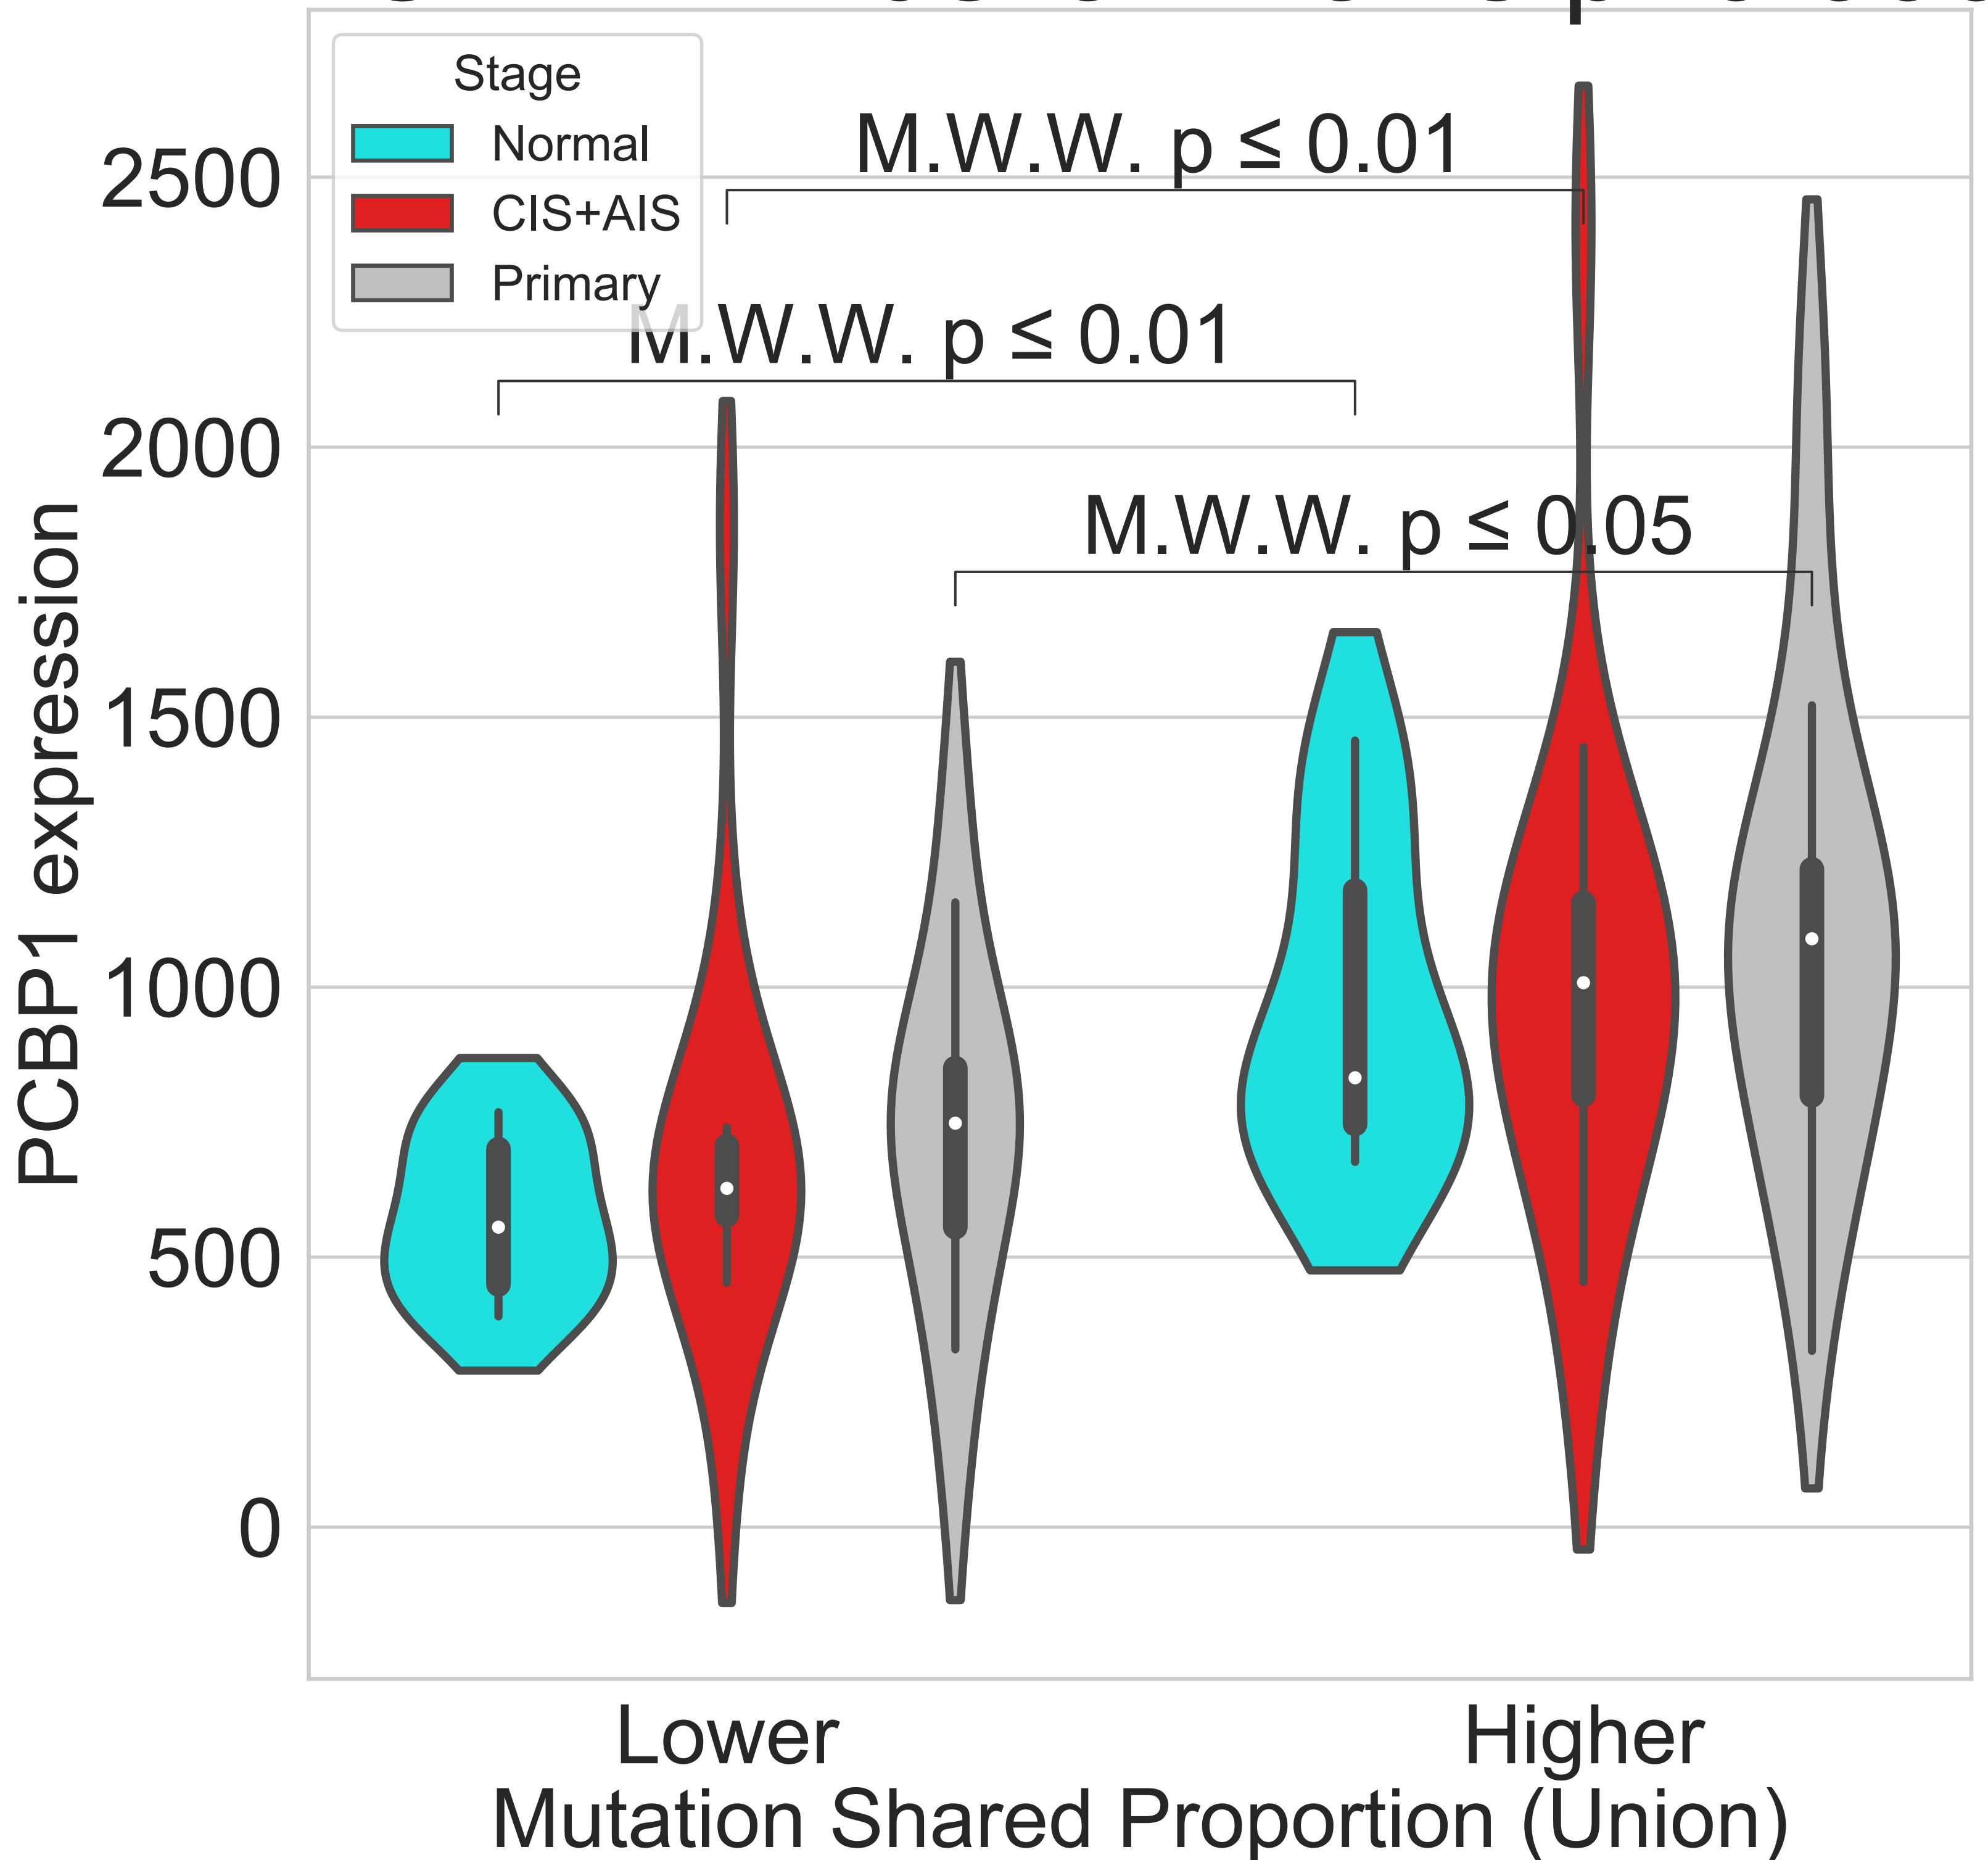 Stage
Normal
CIS+AIS
Primary
M.W.W. p ≤ 0.01
M.W.W. p ≤ 0.01
M.W.W. p ≤ 0.05
2500
2000
1500
1000
500
0
PCBP1 expression
Lower
Higher
Mutation Shared Proportion (Union)